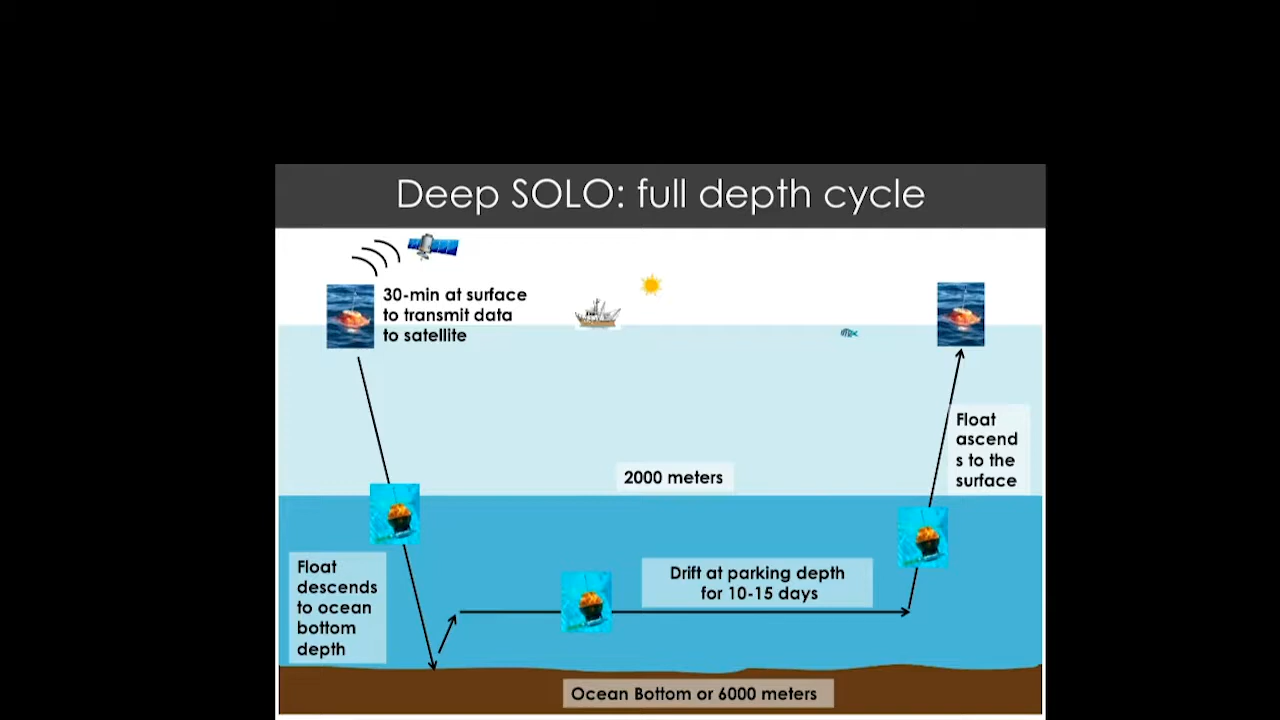 Deep SOLO: full depth cycle
30-min at surface
to transmit data
to satellite
Float
ascend
s to the
surface
2000 meters
Float
descends
to ocean
bottom
depth
Drift at parking depth
for 10-15 days
Ocean Bottom or 6000 meters